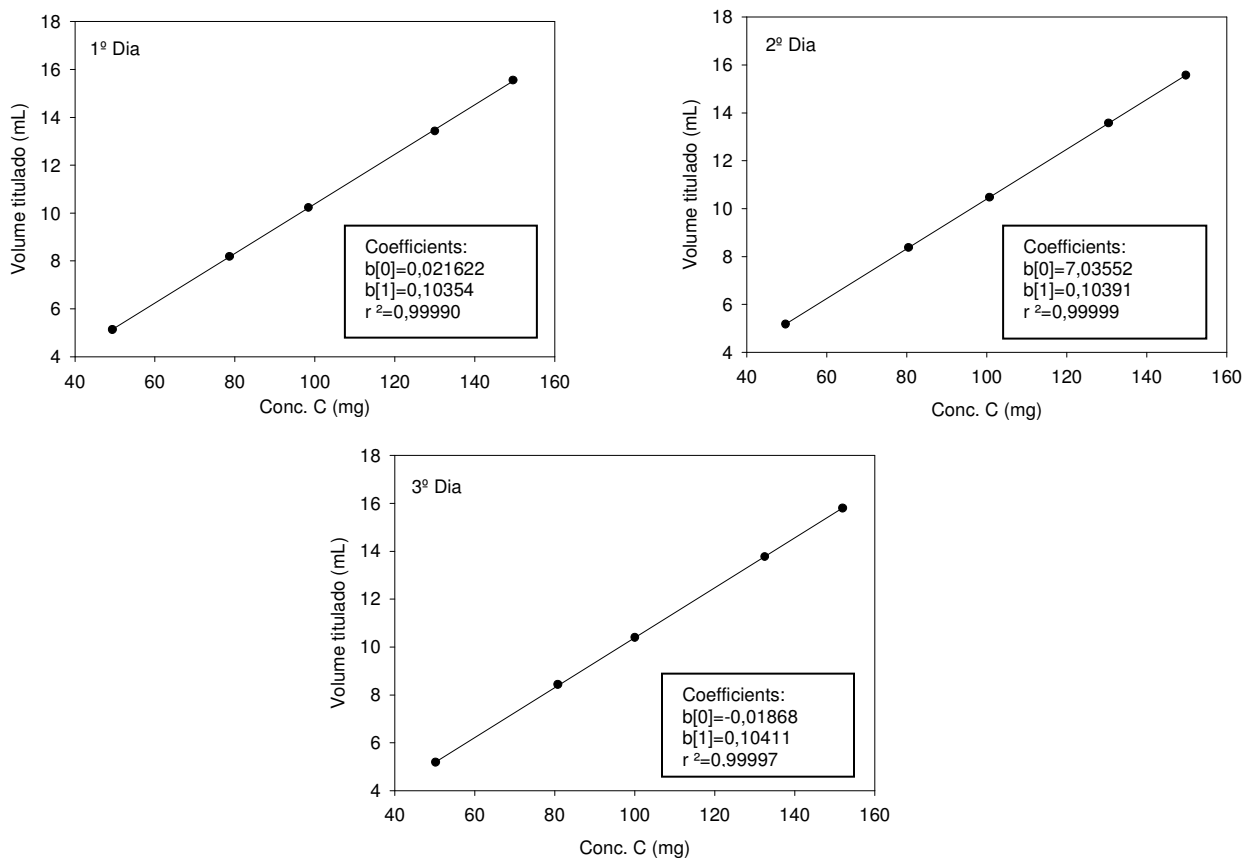 1º Dia
Volume titulado (mL)
18
16
14
12
10
8
6
4
Coefficients:
b[0]=0,021622
b[1]=0,10354
r ²=0,99990
40 60 80 100 120 140 160
Conc. C (mg)
2º Dia
Volume titulado (mL)
18
16
14
12
10
8
6
4
Coefficients:
b[0]=7,03552
b[1]=0,10391
r ²=0,99999
40 60 80 100 120 140 160
Conc. C (mg)
3º Dia
Volume titulado (mL)
18
16
14
12
10
8
6
4
Coefficients:
b[0]=-0,01868
b[1]=0,10411
r ²=0.99997
40 60 80 100 120 140 160
Conc. C (mg)